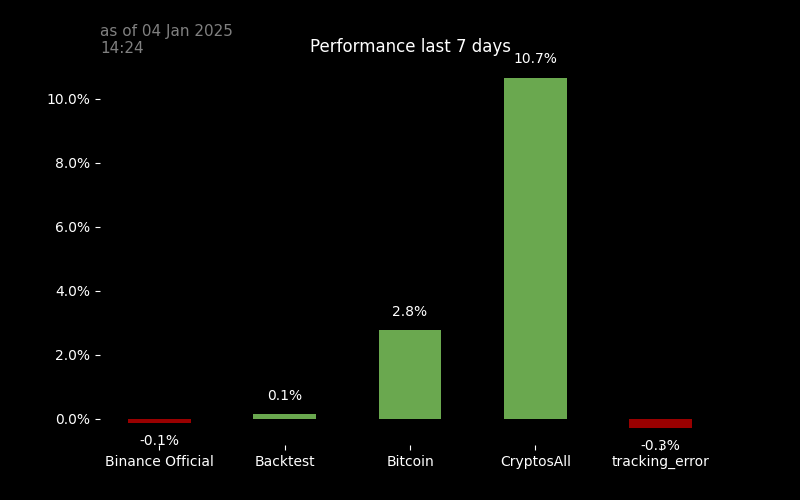 as of 04 Jan 2025
14:24
Performance last 7 days
10.7%
10.0%
8.0%
6.0%
4.0%
2.8%
2.0%
0.1%
0.0%
-0.1%
-0.3%
Binance Official
Backtest
Bitcoin
CryptosAll
tracking_error